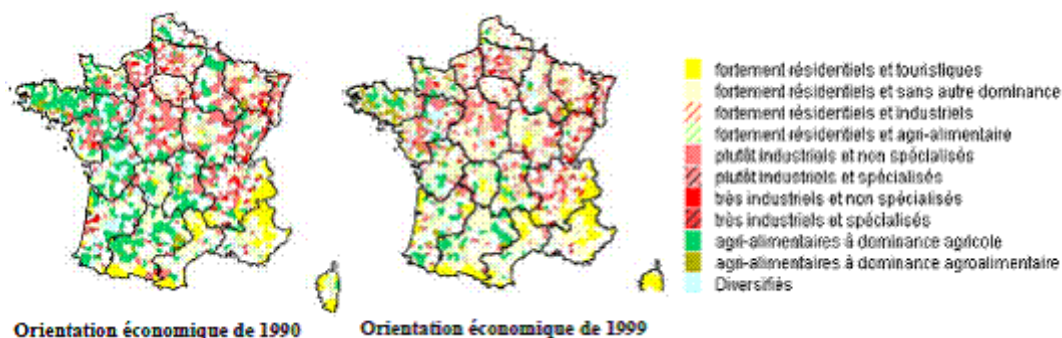 fortement résidentiels et touristiques
fortement résidentiels et sans autre dominance
fortement résidentiels et industriels
fortement résidentiels et agri-alimentaire
plutôt industriels et non spécialisés
plutôt industriels et spécialisés
très industriels et non spécialisés
très industriels et spécialisés
agri-alimentaires à dominance agricole
agri-alimentaires à dominance agroalimentaire
Diversifiés
Orientation économique de 1990
Orientation économique de 1999